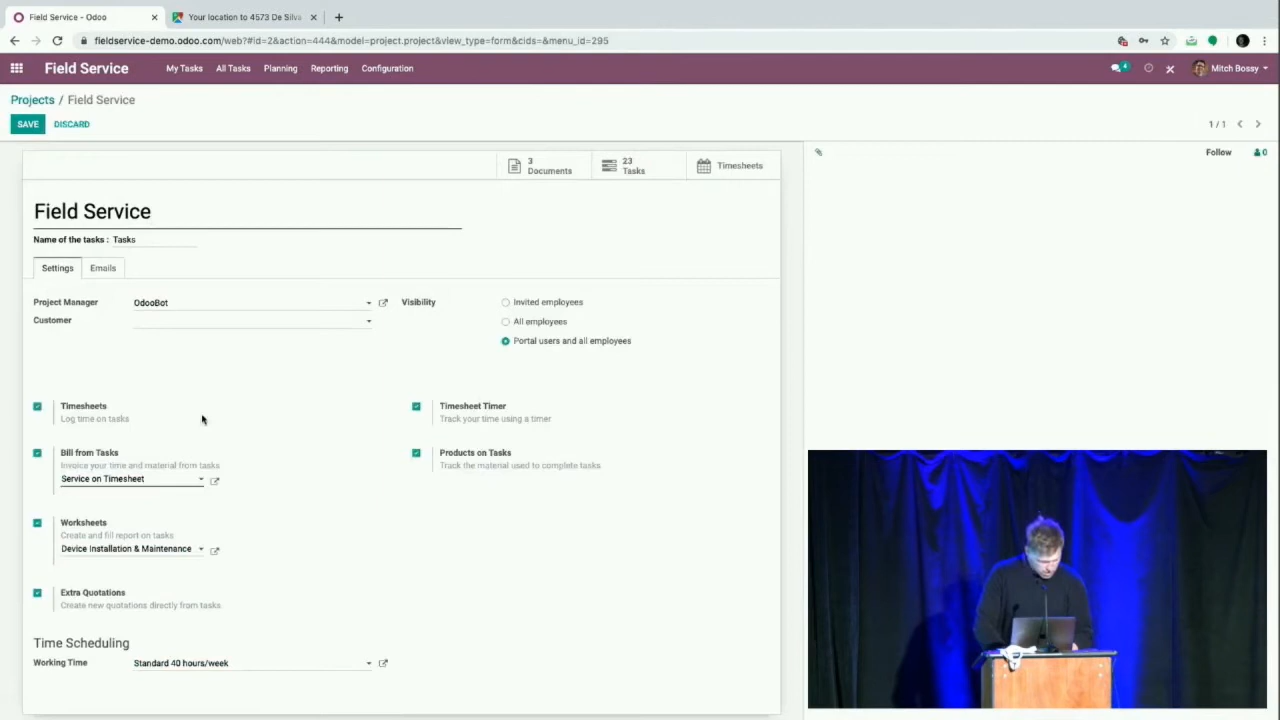 Field Service - Odoo
Your location to 4573 De Silva
fieldservice-demo.odoo.com/web?#id=2&action=444&model=project.project&view_type=form&cids=&menu_id=295
Field Service My Tasks All Tasks Planning Reporting Configuration 4 Mitch Bossy
Projects / Field Service
SAVE DISCARD 1 / 1
3 Documents 23 Tasks Timesheets Follow 0
Field Service
Name of the tasks : Tasks
Settings Emails
Project Manager OdooBot Visibility Invited employees
Customer All employees
Portal users and all employees
Timesheets Timesheet Timer
Log time on tasks Track your time using a timer
Bill from Tasks Products on Tasks
Invoice your time and material from tasks Track the material used to complete tasks
Service on Timesheet
Worksheets
Create and fill report on tasks
Device Installation & Maintenance
Extra Quotations
Create new quotations directly from tasks
Time Scheduling
Working Time Standard 40 hours/week